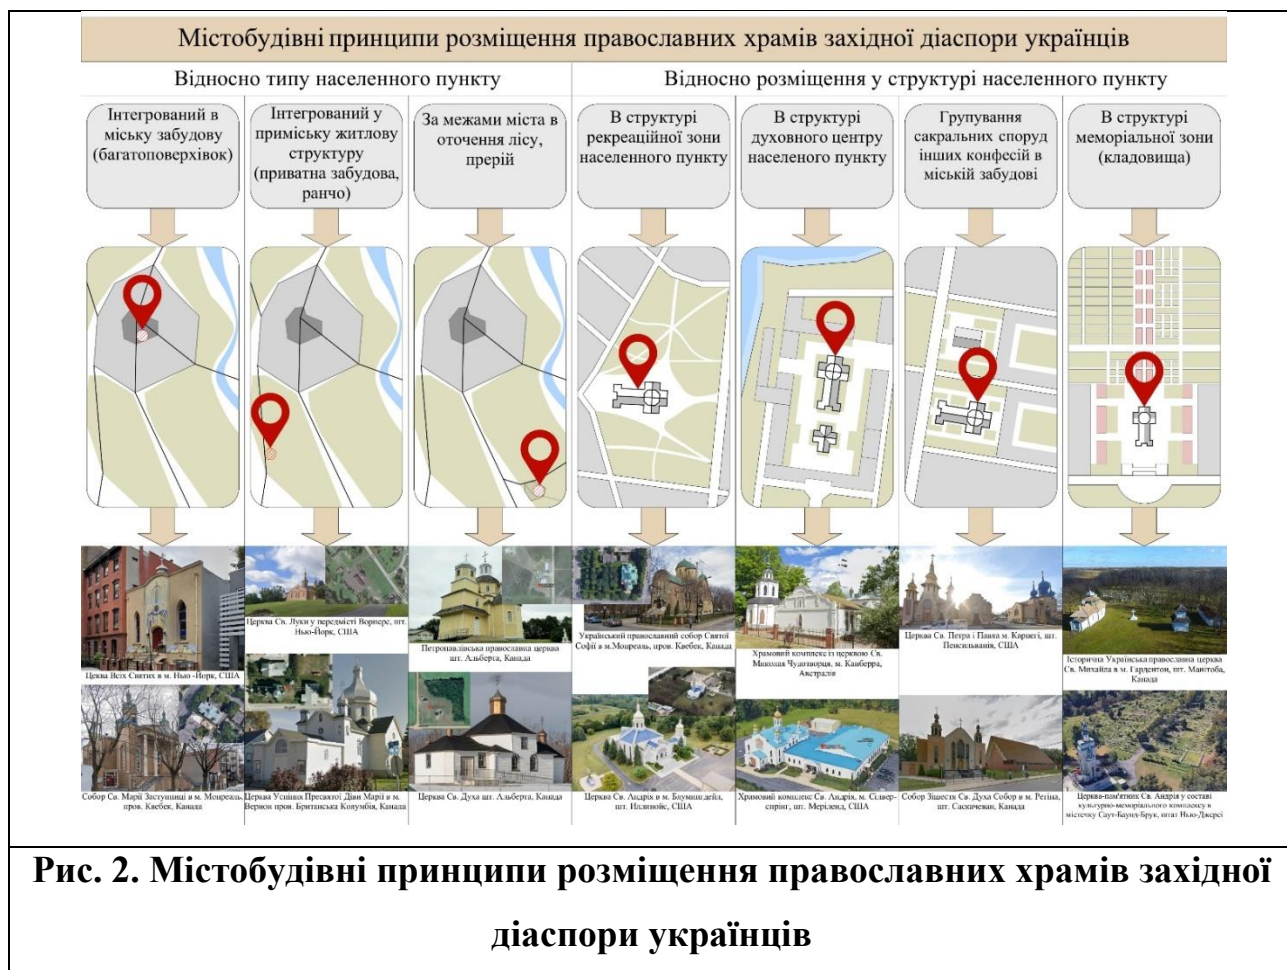 Містобудівні принципи розміщення православних храмів західної діаспори українців
Відносно типу населенного пункту
Відносно розміщення у структурі населенного пункту
Інтегрований в
міську забудову
(багатоповерхівок)
Інтегрований у
приміську житлову
структуру
(приватна забудова,
ранчо)
За межами міста в
оточення лісу,
прерій
В структурі
рекреаційної зони
населенного пункту
В структурі
духовного центру
населеного пункту
Групування
сакральних споруд
інших конфесій в
міській забудові
В структурі
меморіальної зони
(кладовища)
Цеква Всіх Святих в м. Нью -Йорк, США
Церква Св. Луки у передмісті Ворнерс, шт.
Нью-Йорк, США
Петропавлівська православна церква
шт. Альберта, Канада
Український православний собор Святої
Софії в м.Монреаль, пров. Квебек, Канада
Храмовий комплекс із церквою Св.
Миколая Чудотворця, м. Канберра,
Австралія
Церква Св. Петра і Павла м. Карнегі, шт.
Пенсильванія, США
Історична Українська православна церква
Св. Михайла в м. Гардентон, пт. Манітоба,
Канада
Собор Св. Марії Заступниці в м. Монреаль,
пров. Квебек, Канада
Церква Успіння Пресвятої Діви Марії в м.
Вернон пров. Британська Колумбія, Канада
Церква Св. Духа шт. Альберта, Канада
Церква Св. Андрія в м. Блумінгдейл,
шт. Иллинойс, США
Храмовий комплекс Св. Андрія, м. Сілвер-
спрінг, шт. Меріленд, США
Собор Зішестя Св. Духа Собор в м. Регіна,
шт. Саскачеван, Канада
Церква-пам'ятник Св. Андрія у составі
культурно-меморіального комплексу в
містечку Саут-Баунд-Брук, штат Нью-Джерсі
Рис. 2. Містобудівні принципи розміщення православних храмів західної
діаспори українців